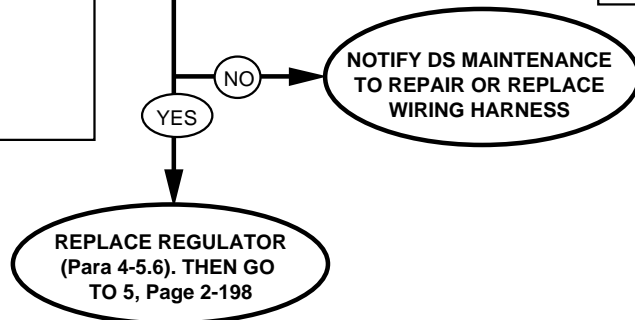 NO
NOTIFY DS MAINTENANCE
TO REPAIR OR REPLACE
WIRING HARNESS
YES
REPLACE REGULATOR
(Para 4-5.6). THEN GO
TO 5, Page 2-198